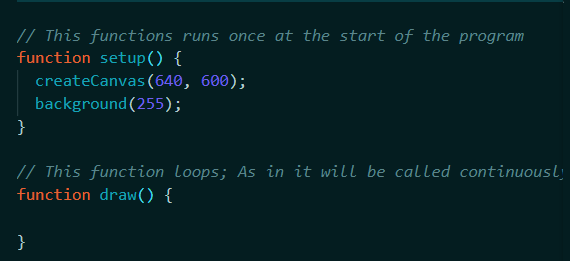 // This functions runs once at the start of the program
function setup() {
  createCanvas(640, 600);
  background(255);
}
// This function loops; As in it will be called continuously
function draw() {
}